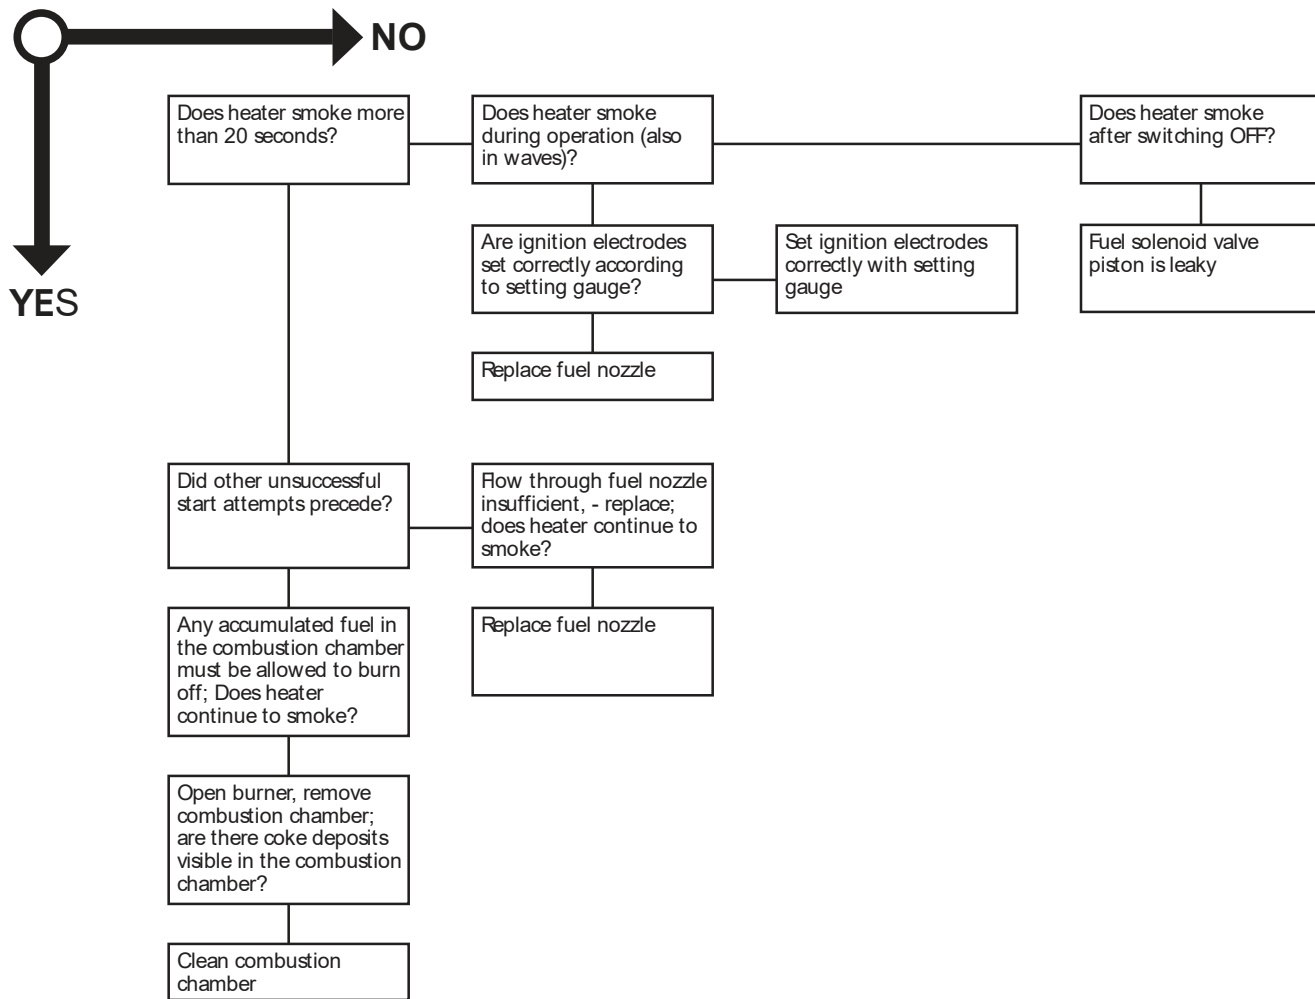 NO
YES
Does heater smoke more
than 20 seconds?
Does heater smoke
during operation (also
in waves)?
Does heater smoke
after switching OFF?
Are ignition electrodes
set correctly according
to setting gauge?
Set ignition electrodes
correctly with setting
gauge
Fuel solenoid valve
piston is leaky
Replace fuel nozzle
Did other unsuccessful
start attempts precede?
Flow through fuel nozzle
insufficient, - replace;
does heater continue to
smoke?
Any accumulated fuel in
the combustion chamber
must be allowed to burn
off; Does heater
continue to smoke?
Replace fuel nozzle
Open burner, remove
combustion chamber;
are there coke deposits
visible in the combustion
chamber?
Clean combustion
chamber